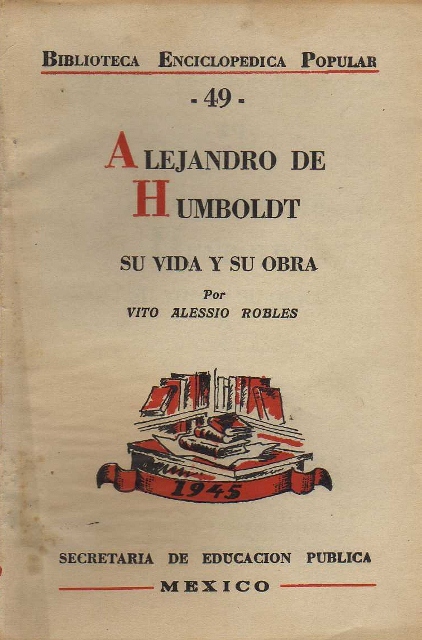 BIBLIOTECA ENCICLOPEDICA POPULAR
- 49 -
ALEJANDRO DE
HUMBOLDT
SU VIDA Y SU OBRA
Por
VITO ALESSIO ROBLES
1945
SECRETARIA DE EDUCACION PUBLICA
MEXICO